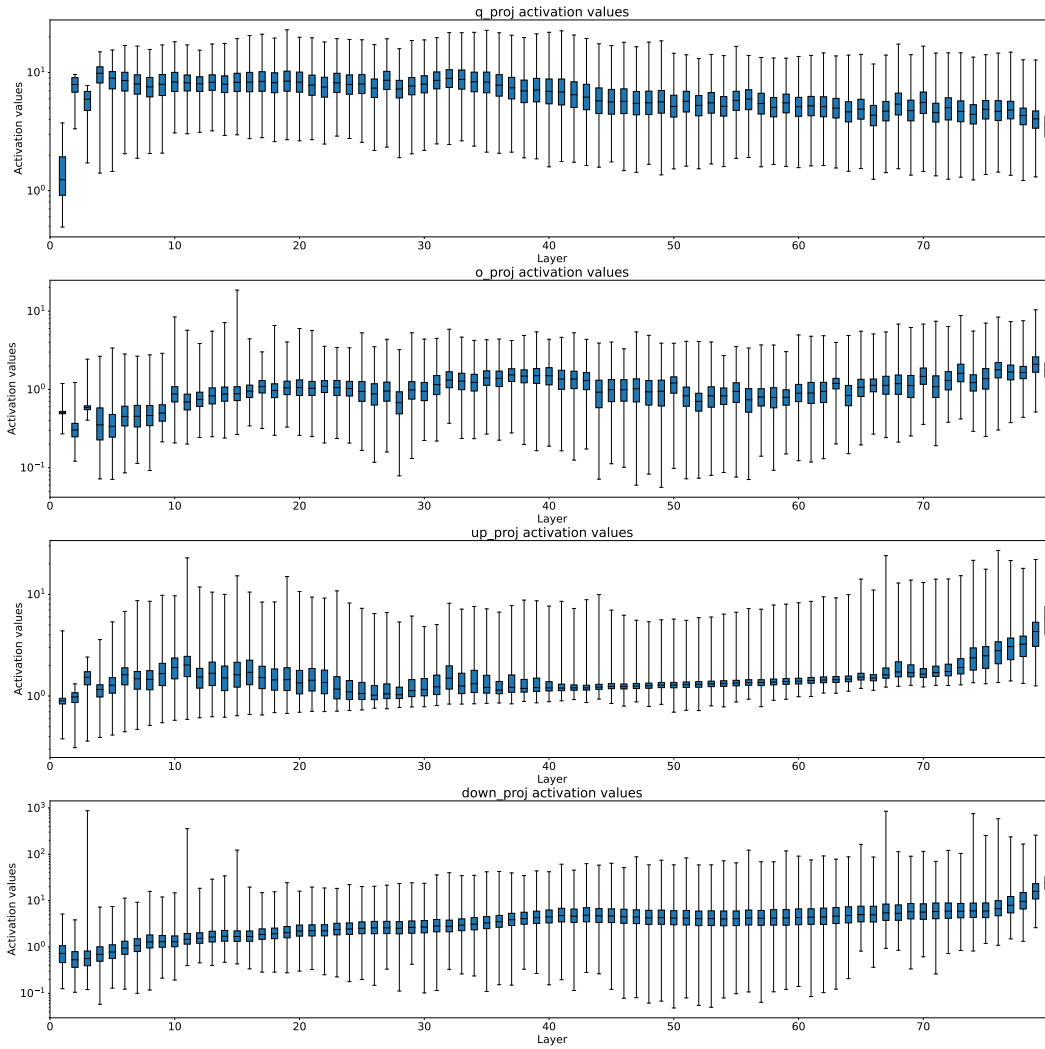 q_proj activation values
Activation values
10¹
10⁰
0 10 20 30 40 50 60 70
Layer
o_proj activation values
Activation values
10¹
10⁰
10⁻¹
0 10 20 30 40 50 60 70
Layer
up_proj activation values
Activation values
10¹
10⁰
0 10 20 30 40 50 60 70
Layer
down_proj activation values
Activation values
10³
10²
10¹
10⁰
10⁻¹
0 10 20 30 40 50 60 70
Layer